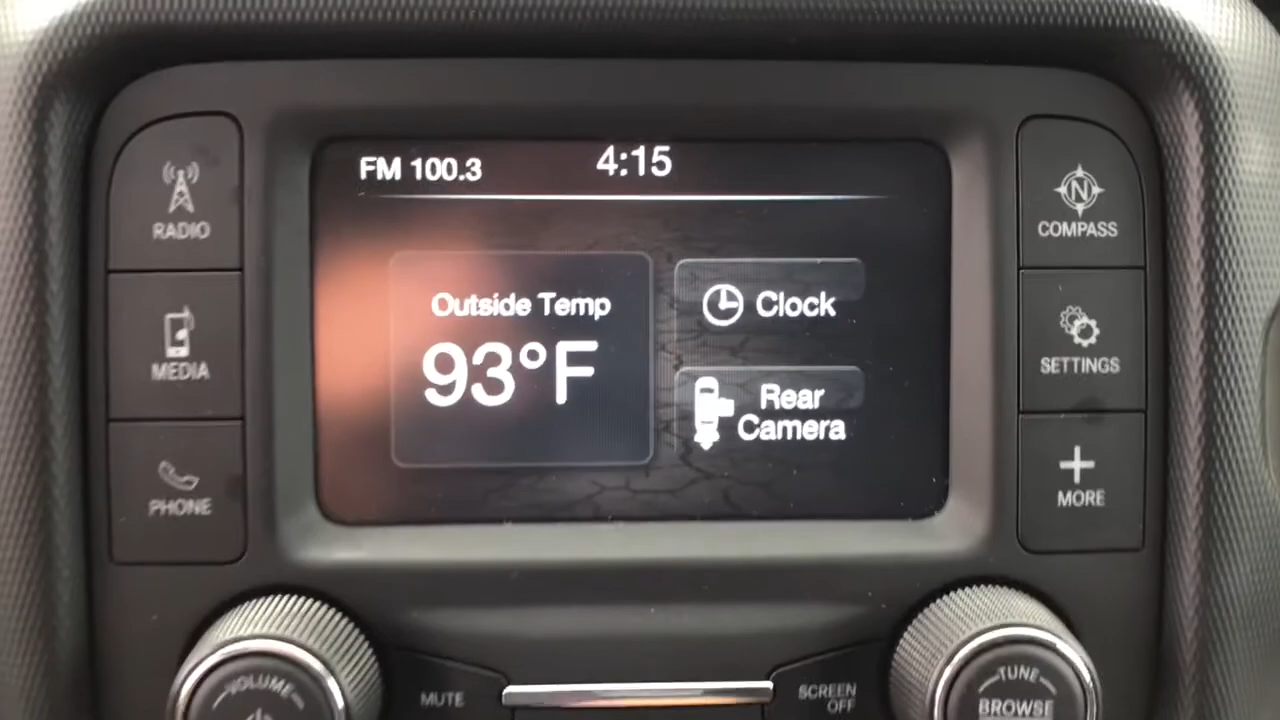 FM 100.3
4:15
RADIO
MEDIA
PHONE
Outside Temp
93°F
Clock
Rear
Camera
N
COMPASS
SETTINGS
MORE
VOLUME
MUTE
SCREEN
OFF
TUNE
BROWSE